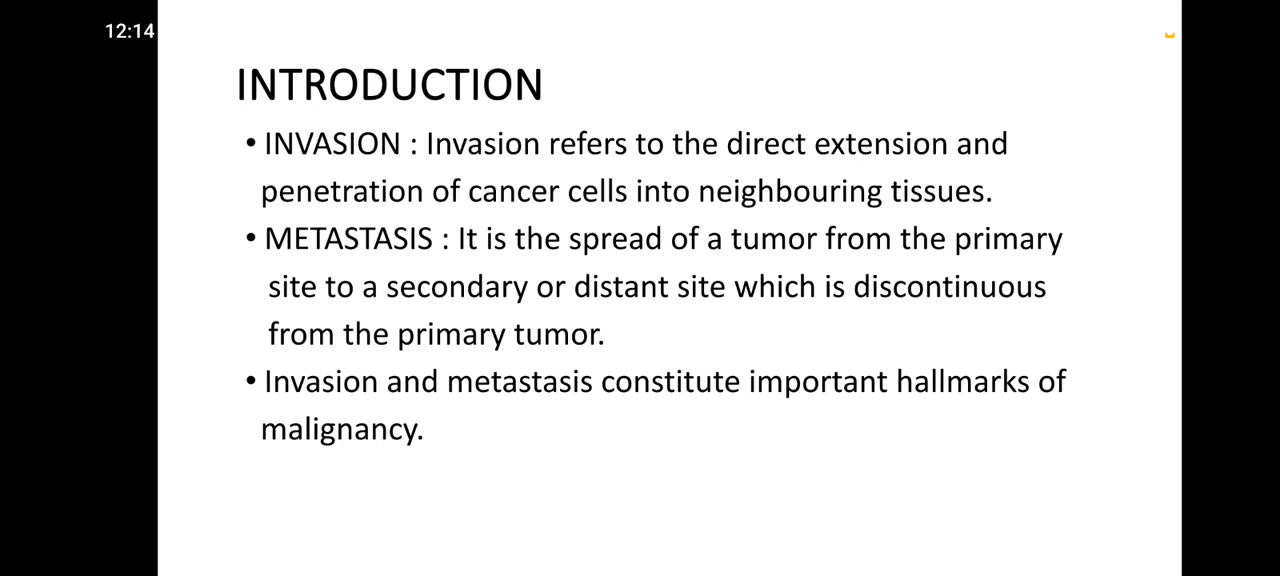 12:14
INTRODUCTION
• INVASION : Invasion refers to the direct extension and
penetration of cancer cells into neighbouring tissues.
• METASTASIS : It is the spread of a tumor from the primary
site to a secondary or distant site which is discontinuous
from the primary tumor.
• Invasion and metastasis constitute important hallmarks of
malignancy.